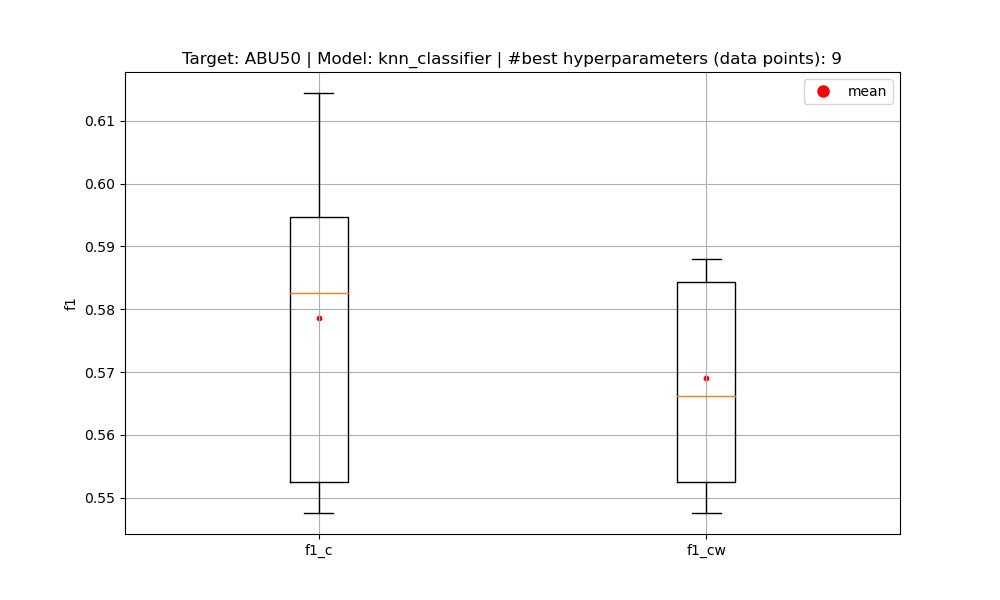 Target: ABU50 | Model: knn_classifier | #best hyperparameters (data points): 9
mean
0.61
0.60
0.59
0.58
0.57
0.56
0.55
f1
f1_c
f1_cw